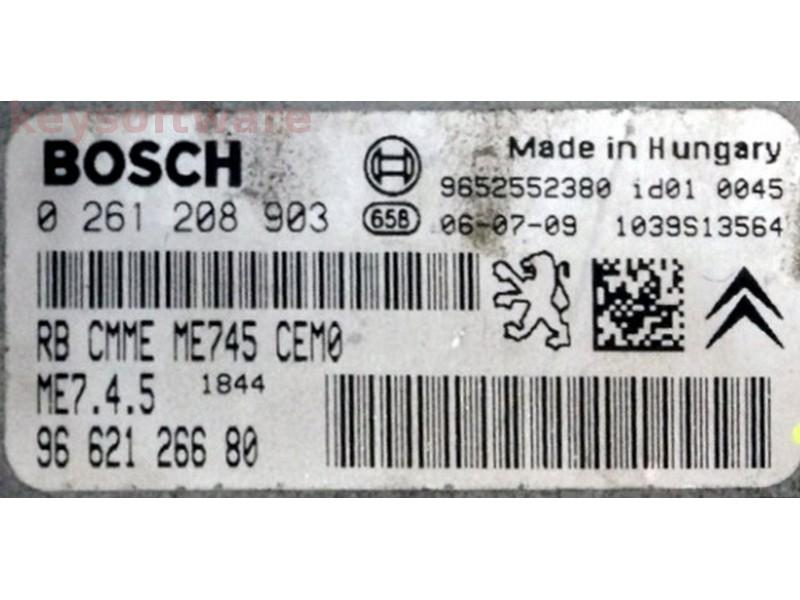 keysoftware
BOSCH
Made in Hungary
9652552380 id01 0045
0 261 208 903
658
06-07-09 1039S13564
RB CMME ME745 CEM0
ME7.4.5 1844
96 621 266 80